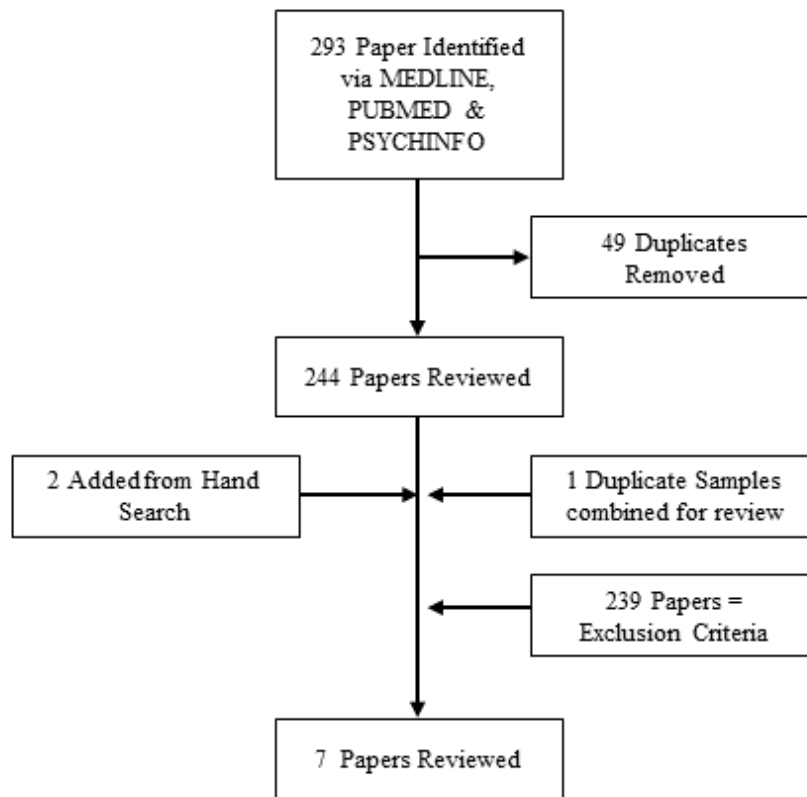 293 Paper Identified
via MEDLINE,
PUBMED &
PSYCHINFO
49 Duplicates
Removed
244 Papers Reviewed
2 Added from Hand
Search
1 Duplicate Samples
combined for review
239 Papers =
Exclusion Criteria
7 Papers Reviewed